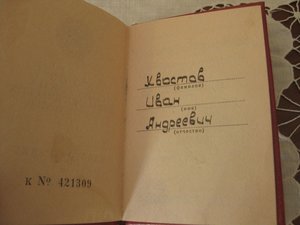 Хвостов
(фамилия)
Иван
(имя)
Андреевич
(отчество)
К № 421309